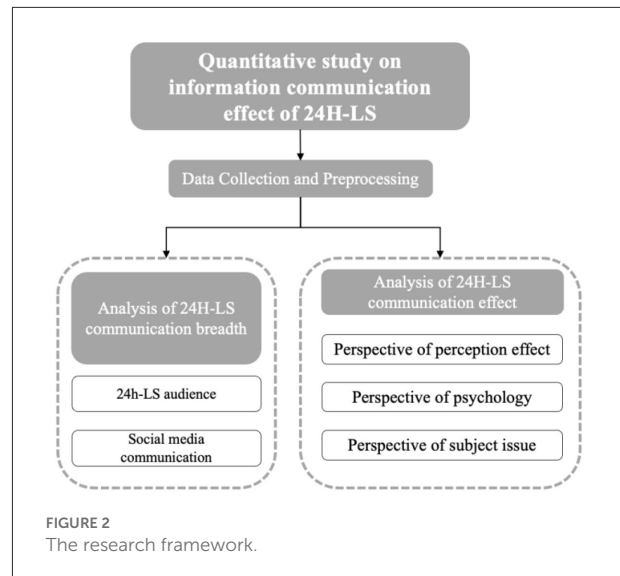 Quantitative study on
information communication
effect of 24H-LS
Data Collection and Preprocessing
Analysis of 24H-LS
communication breadth
24h-LS audience
Social media
communication
Analysis of 24H-LS
communication effect
Perspective of perception effect
Perspective of psychology
Perspective of subject issue
FIGURE 2
The research framework.